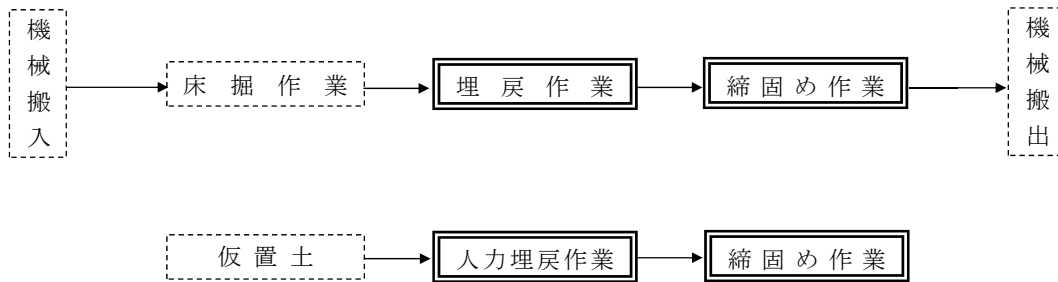 機械搬入
床掘作業
埋戻作業
締固め作業
機械搬出
仮置土
人力埋戻作業
締固め作業